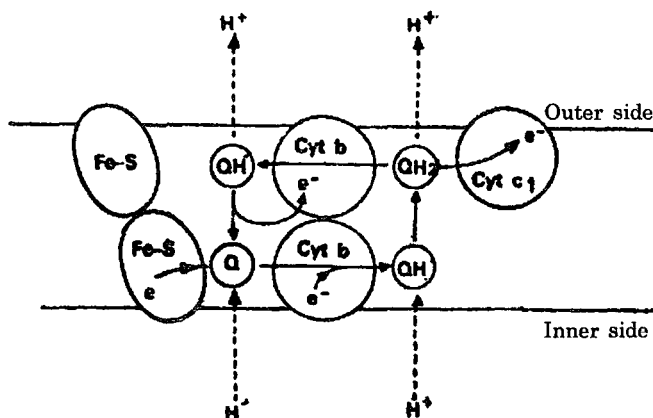 H⁺ H⁺
Outer side
Fe-S QH Cyt b QH₂ e⁻
e⁻ Cyt c₁
Fe-S Q Cyt b QH
e e⁻
Inner side
H⁺